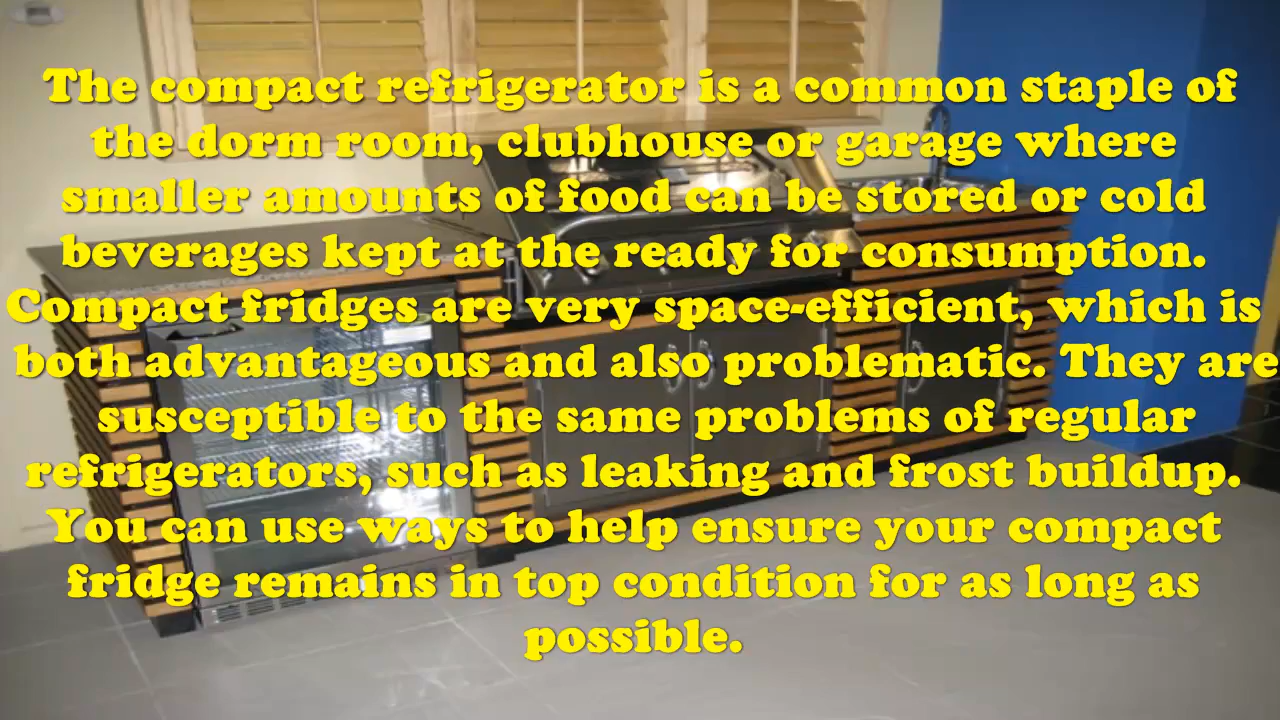 The compact refrigerator is a common staple of
the dorm room, clubhouse or garage where
smaller amounts of food can be stored or cold
beverages kept at the ready for consumption.
Compact fridges are very space-efficient, which is
both advantageous and also problematic. They are
susceptible to the same problems of regular
refrigerators, such as leaking and frost buildup.
You can use ways to help ensure your compact
fridge remains in top condition for as long as
possible.